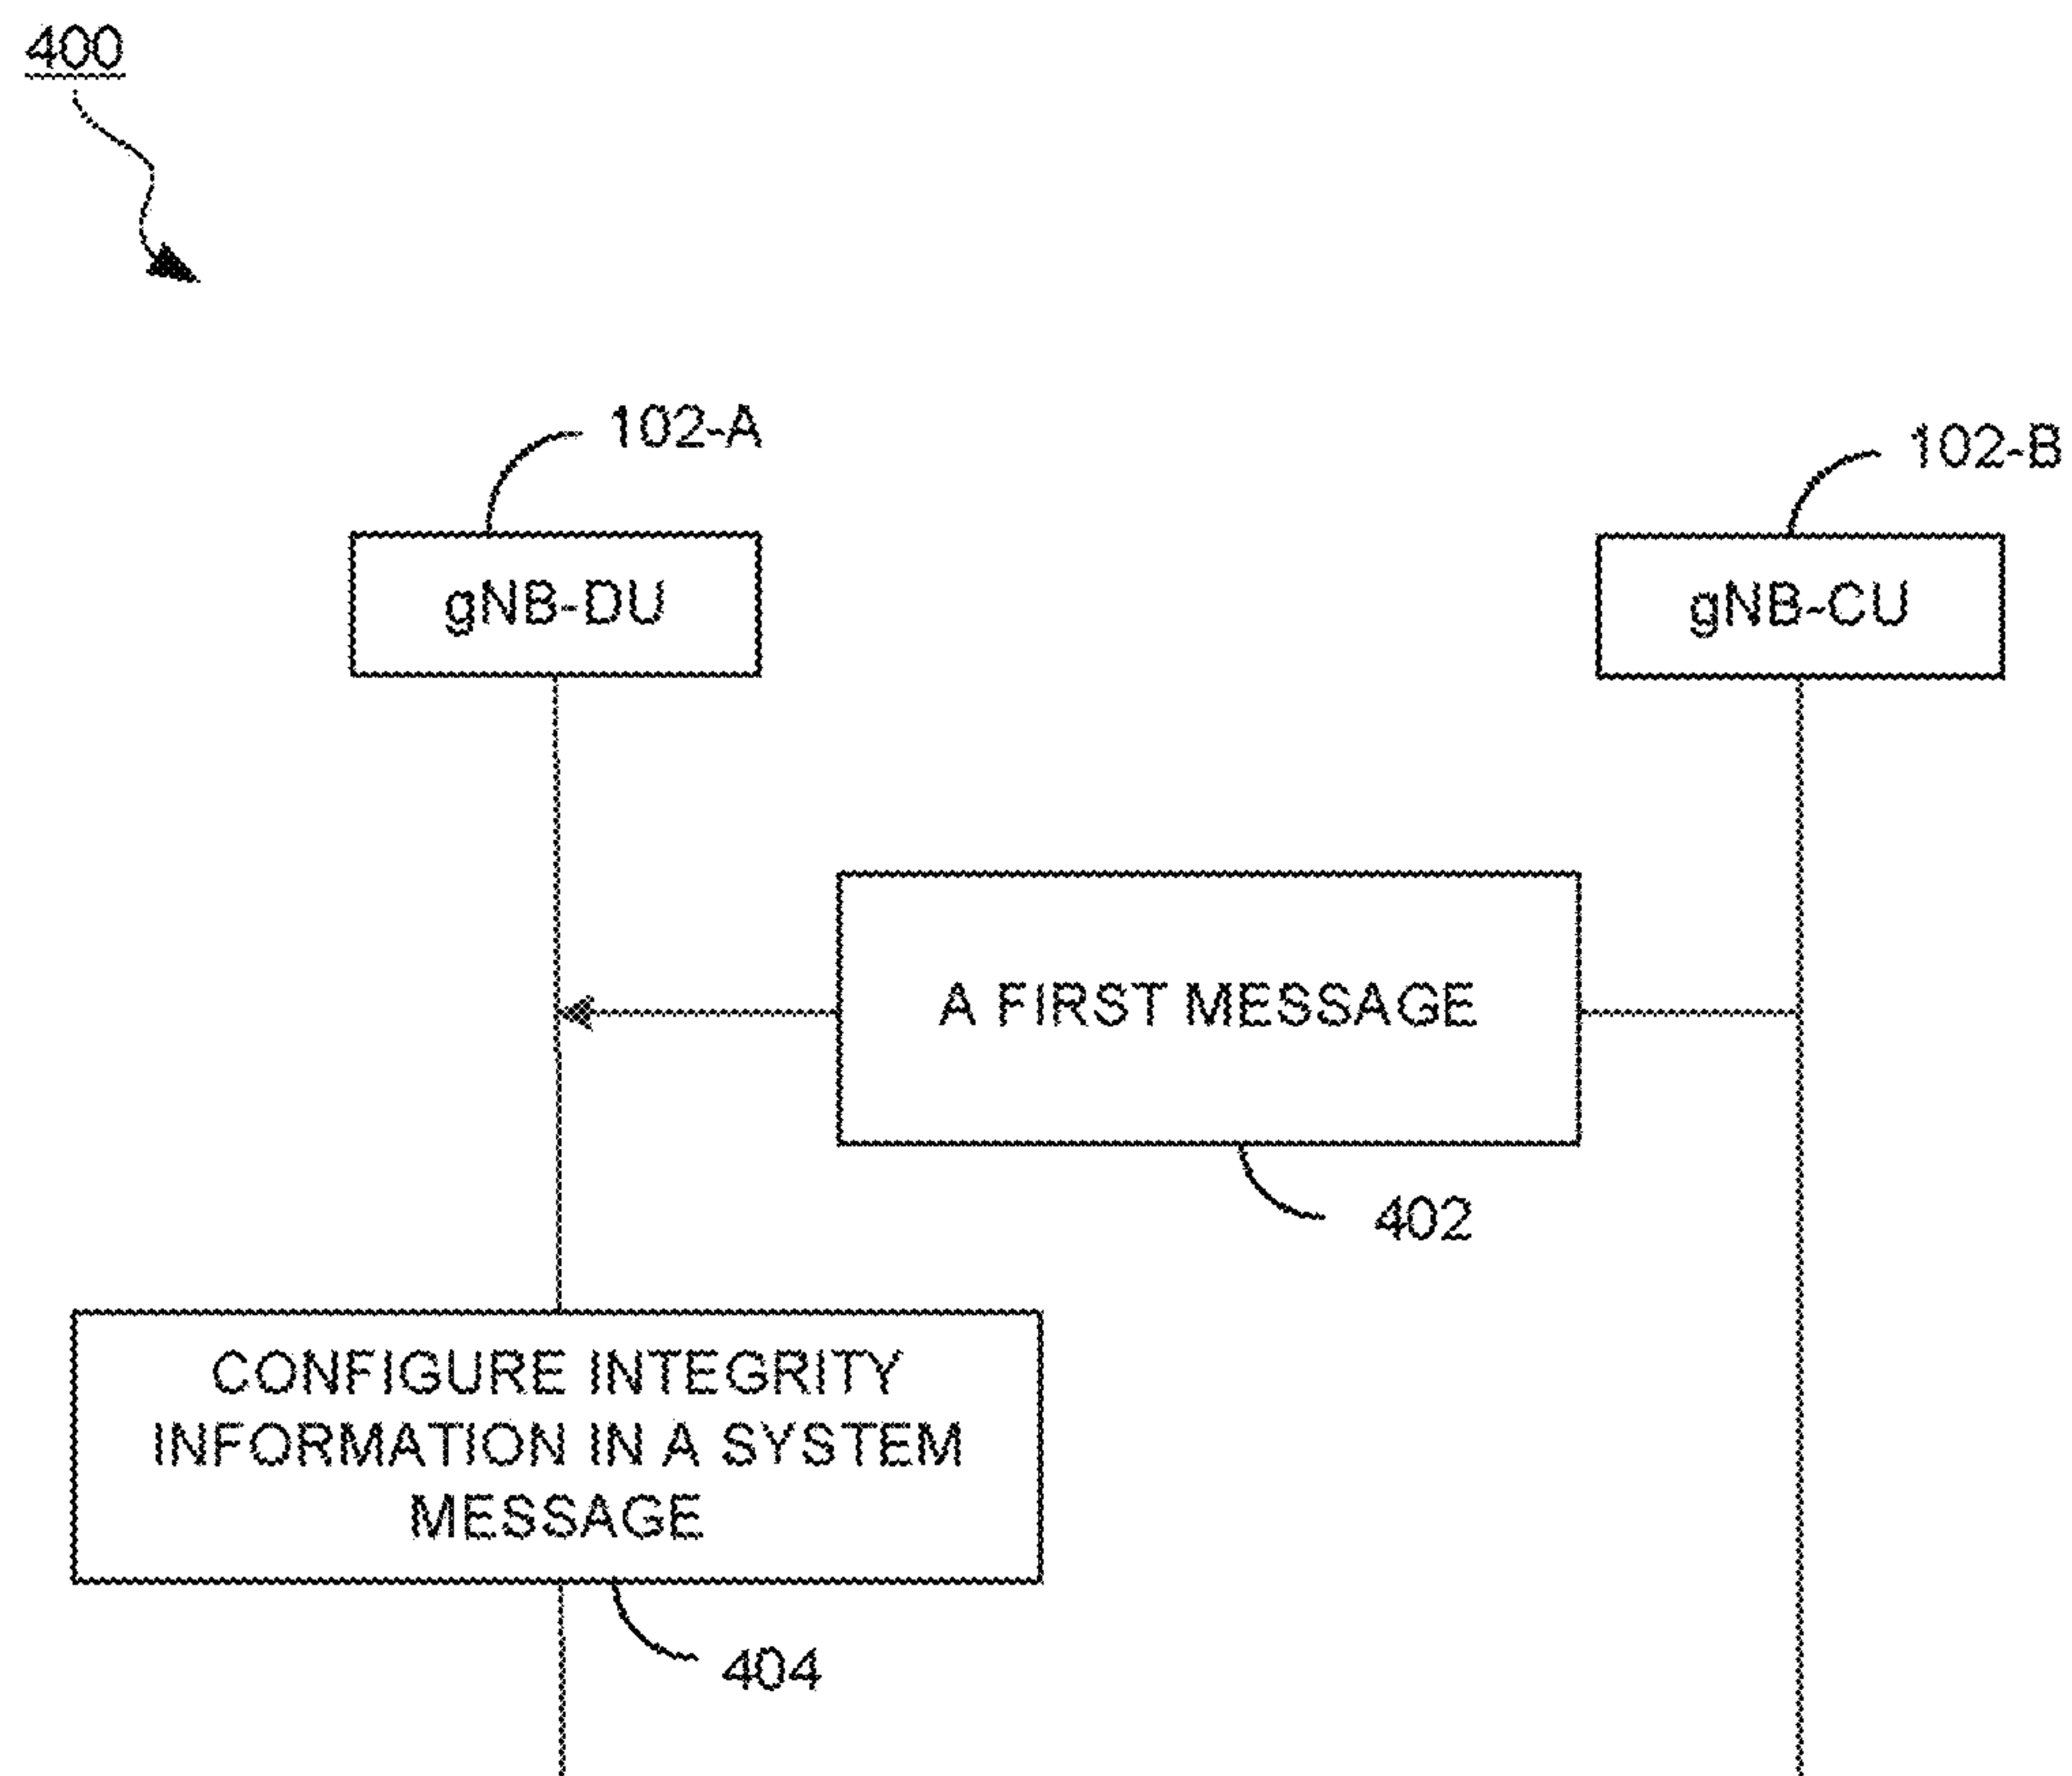 400
102-A
102-B
gNB-DU
gNB-CU
A FIRST MESSAGE
402
CONFIGURE INTEGRITY
INFORMATION IN A SYSTEM
MESSAGE
404